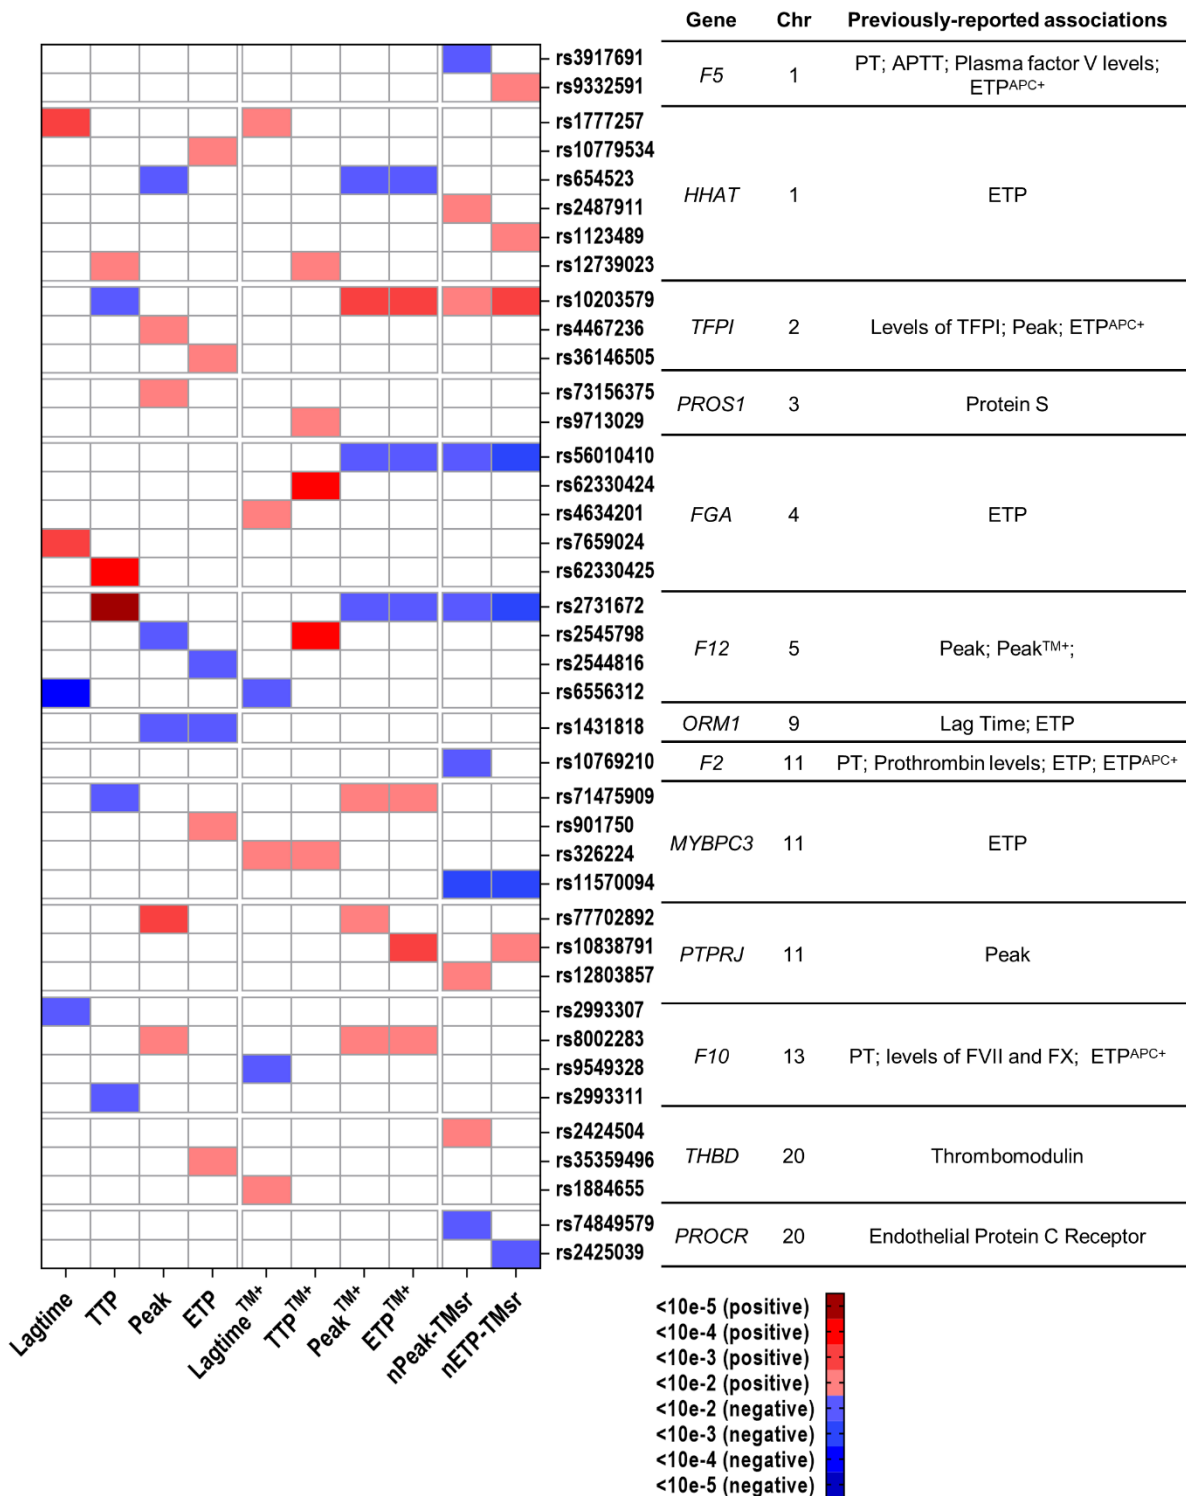 Gene Chr Previously-reported associations
rs3917691
rs9332591
F5 1 PT; APTT; Plasma factor V levels;
ETPAPC+
rs1777257
rs10779534
rs654523
rs2487911
rs1123489
rs12739023
HHAT 1 ETP
rs10203579
rs4467236
rs36146505
TFPI 2 Levels of TFPI; Peak; ETPAPC+
rs73156375
rs9713029
PROS1 3 Protein S
rs56010410
rs62330424
rs4634201
rs7659024
rs62330425
FGA 4 ETP
rs2731672
rs2545798
rs2544816
rs6556312
F12 5 Peak; PeakTM+;
rs1431818
ORM1 9 Lag Time; ETP
rs10769210
F2 11 PT; Prothrombin levels; ETP; ETPAPC+
rs71475909
rs901750
rs326224
rs11570094
MYBPC3 11 ETP
rs77702892
rs10838791
rs12803857
PTPRJ 11 Peak
rs2993307
rs8002283
rs9549328
rs2993311
F10 13 PT; levels of FVII and FX; ETPAPC+
rs2424504
rs35359496
rs1884655
THBD 20 Thrombomodulin
rs74849579
rs2425039
PROCR 20 Endothelial Protein C Receptor
Lagtime
TTP
Peak
ETP
Lagtime TM+
TTP TM+
Peak TM+
ETP TM+
nPeak-TMsr
nETP-TMsr
<10e-5 (positive)
<10e-4 (positive)
<10e-3 (positive)
<10e-2 (positive)
<10e-2 (negative)
<10e-3 (negative)
<10e-4 (negative)
<10e-5 (negative)